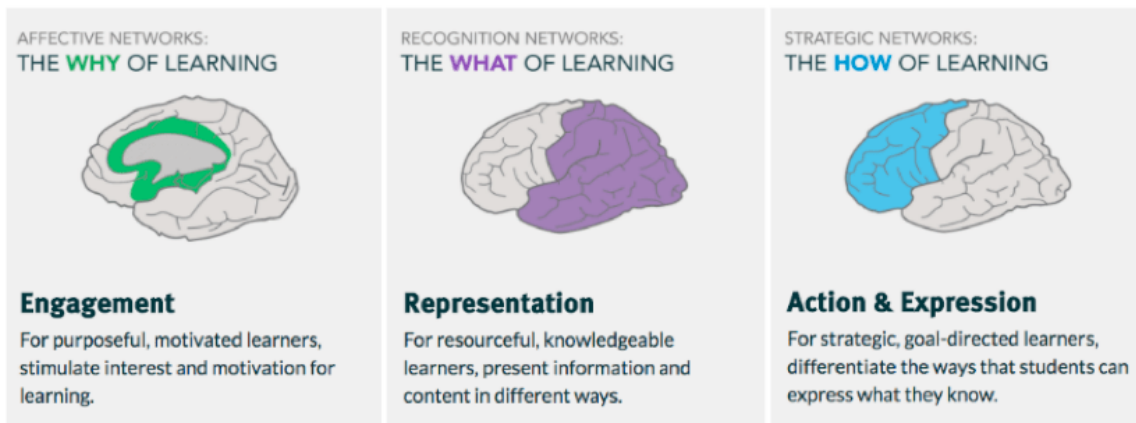 AFFECTIVE NETWORKS:
THE WHY OF LEARNING
Engagement
For purposeful, motivated learners,
stimulate interest and motivation for
learning.
RECOGNITION NETWORKS:
THE WHAT OF LEARNING
Representation
For resourceful, knowledgeable
learners, present information and
content in different ways.
STRATEGIC NETWORKS:
THE HOW OF LEARNING
Action & Expression
For strategic, goal-directed learners,
differentiate the ways that students can
express what they know.